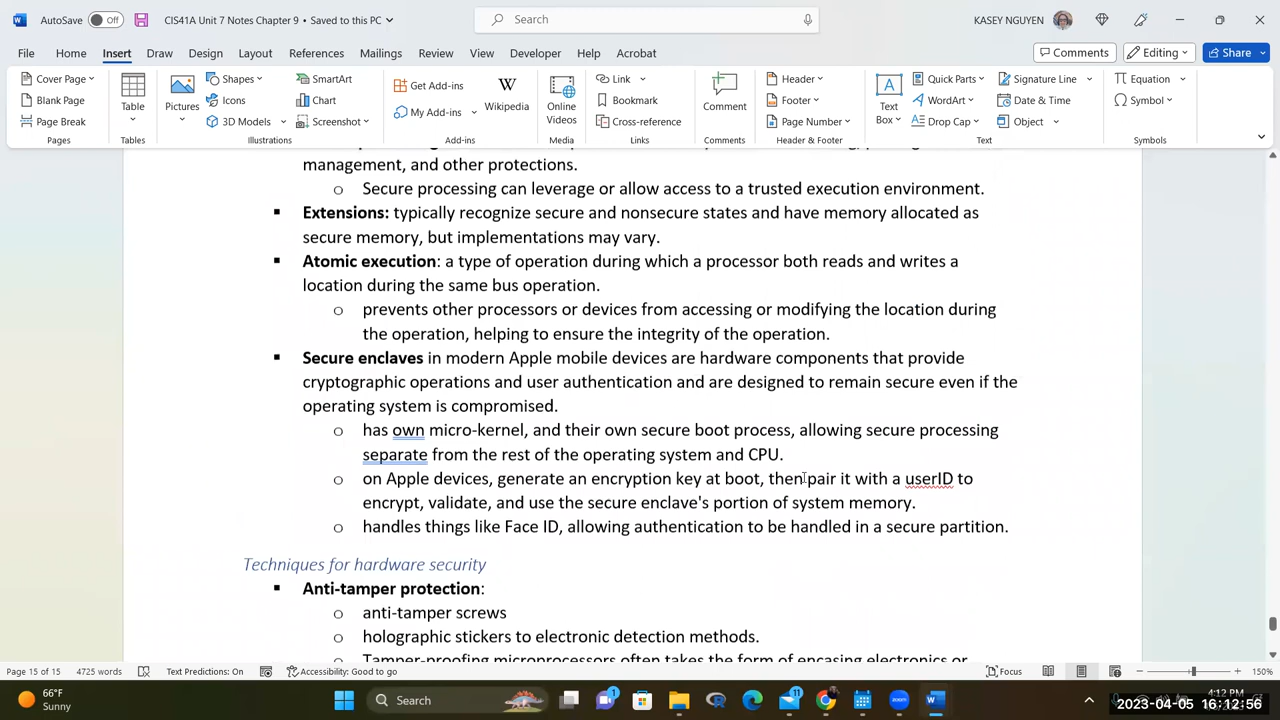 AutoSave Off CIS41A Unit 7 Notes Chapter 9 • Saved to this PC Search KASEY NGUYEN
File Home Insert Draw Design Layout References Mailings Review View Developer Help Acrobat Comments Editing Share
Cover Page Blank Page Page Break Pages
Table Tables
Pictures Shapes Icons 3D Models SmartArt Chart Screenshot Illustrations
Get Add-ins My Add-ins W Wikipedia Add-ins
Online Videos Media
Link Bookmark Cross-reference Links
Comment Comments
Header Footer Page Number Header & Footer
Text Box Quick Parts WordArt Drop Cap Signature Line Date & Time Object Text
Equation Symbol Symbols
management, and other protections.
o Secure processing can leverage or allow access to a trusted execution environment.
▪ Extensions: typically recognize secure and nonsecure states and have memory allocated as
secure memory, but implementations may vary.
▪ Atomic execution: a type of operation during which a processor both reads and writes a
location during the same bus operation.
o prevents other processors or devices from accessing or modifying the location during
the operation, helping to ensure the integrity of the operation.
▪ Secure enclaves in modern Apple mobile devices are hardware components that provide
cryptographic operations and user authentication and are designed to remain secure even if the
operating system is compromised.
o has own micro-kernel, and their own secure boot process, allowing secure processing
separate from the rest of the operating system and CPU.
o on Apple devices, generate an encryption key at boot, then pair it with a userID to
encrypt, validate, and use the secure enclave's portion of system memory.
o handles things like Face ID, allowing authentication to be handled in a secure partition.
Techniques for hardware security
▪ Anti-tamper protection:
o anti-tamper screws
o holographic stickers to electronic detection methods.
o Tamper-proofing microprocessors often takes the form of encasing electronics or
Page 15 of 15 4725 words Text Predictions: On Accessibility: Good to go Focus 150%
66°F
Sunny
Search
1
11
4:12 PM
2023-04-05 16:12:56